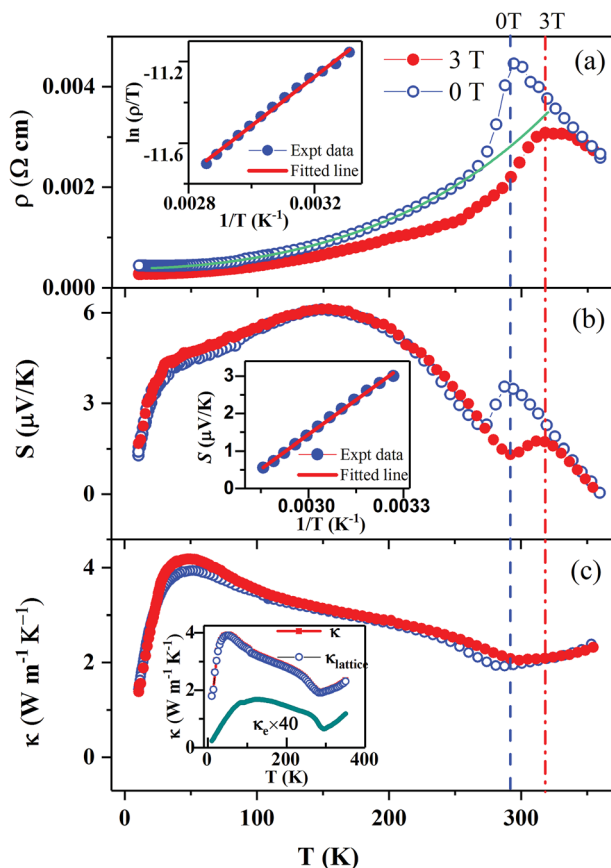 0T 3T
(a)
3 T
0 T
ρ (Ω cm)
0.004
0.002
0.000
ln (ρ/T)
-11.2
-11.6
Expt data
Fitted line
0.0028 0.0032
1/T (K⁻¹)
(b)
S (μV/K)
6
3
0
S (μV/K)
3
2
1
0
Expt data
Fitted line
0.0030 0.0033
1/T (K⁻¹)
(c)
κ (W m⁻¹ K⁻¹)
4
2
0
κ (W m⁻¹ K⁻¹)
4
2
0
κ
κlattice
κe×40
0 200 400
T (K)
0 100 200 300
T (K)